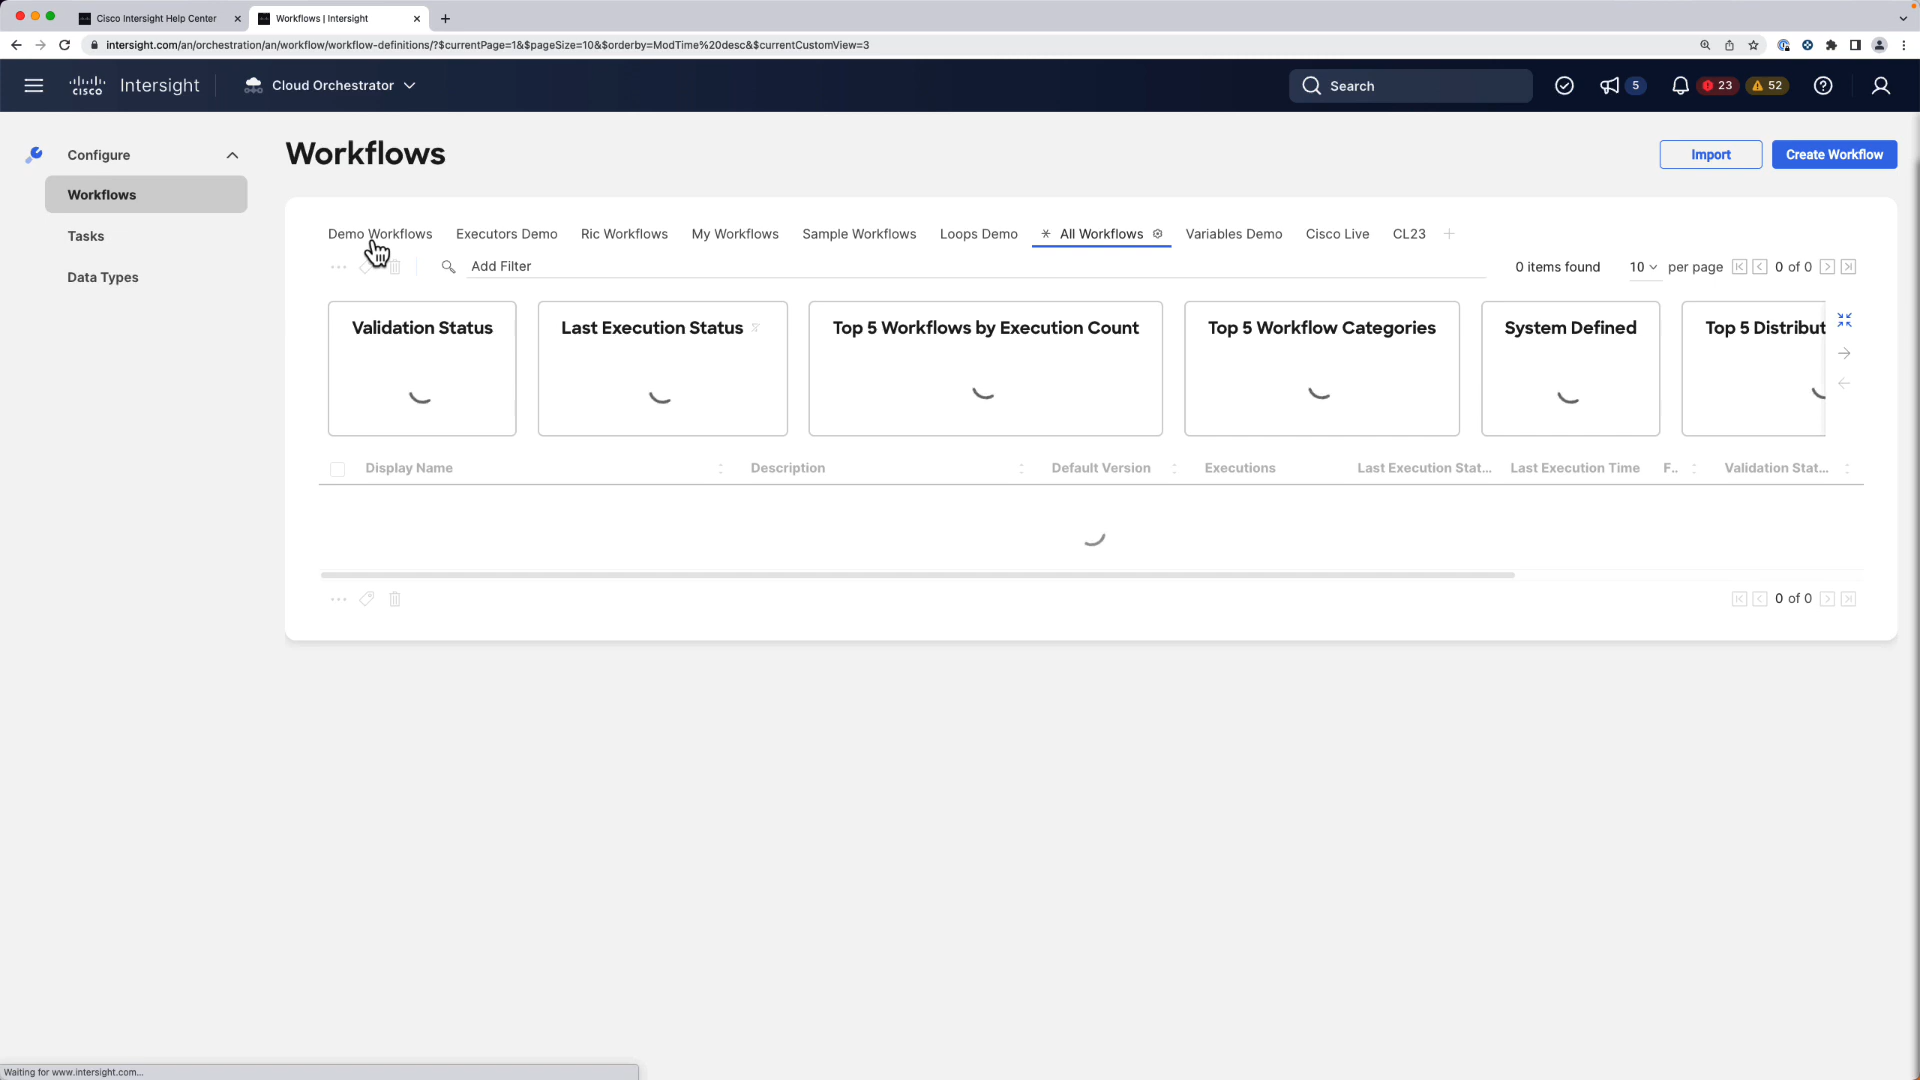 Cisco Intersight Help Center
Workflows | Intersight
intersight.com/an/orchestration/an/workflow/workflow-definitions/?$currentPage=1&$pageSize=10&$orderby=ModTime%20desc&$currentCustomView=3
cisco Intersight Cloud Orchestrator Search 5 23 52
Configure
Workflows
Tasks
Data Types
Workflows
Import Create Workflow
Demo Workflows Executors Demo Ric Workflows My Workflows Sample Workflows Loops Demo All Workflows Variables Demo Cisco Live CL23
Add Filter 0 items found 10 per page 0 of 0
Validation Status Last Execution Status Top 5 Workflows by Execution Count Top 5 Workflow Categories System Defined Top 5 Distribut
Display Name Description Default Version Executions Last Execution Stat... Last Execution Time F.. Validation Stat...
0 of 0
Waiting for www.intersight.com...